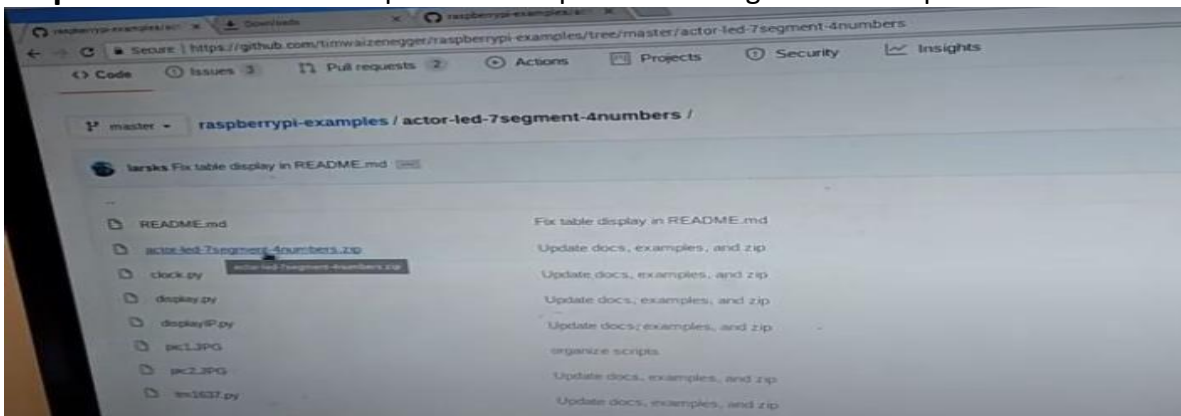 raspberrypi-examples/ac × Downloads × raspberrypi-examples/a ×
Secure | https://github.com/timwaizenegger/raspberrypi-examples/tree/master/actor-led-7segment-4numbers
<> Code Issues 3 Pull requests 2 Actions Projects Security Insights
master raspberrypi-examples / actor-led-7segment-4numbers /
larsks Fix table display in README.md
..
README.md Fix table display in README.md
actor-led-7segment-4numbers.zip Update docs, examples, and zip
actor-led-7segment-4numbers.zip
clock.py Update docs, examples, and zip
display.py Update docs, examples, and zip
displayIP.py Update docs, examples, and zip
pic1.JPG organize scripts
pic2.JPG Update docs, examples, and zip
tm1637.py Update docs, examples, and zip